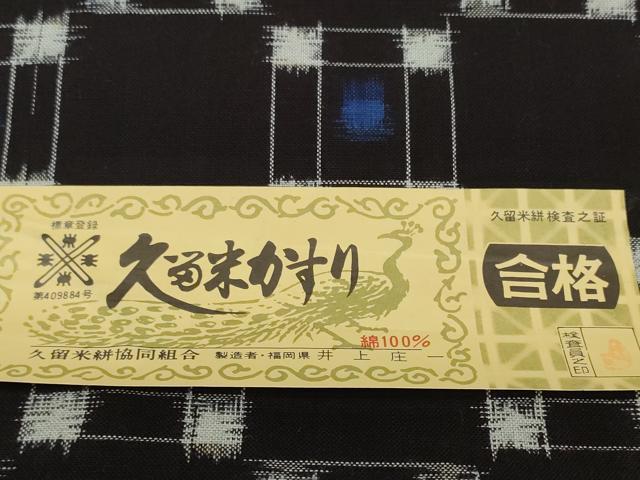 標章登録
第409884号
久留米かすり
綿100%
久留米絣協同組合 製造者・福岡県 井上庄一
久留米絣検査之証
合格
検査員之印